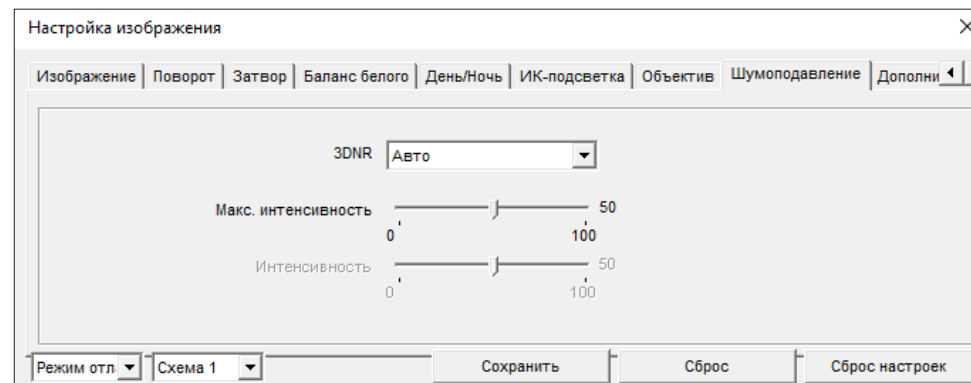 Настройка изображения
Изображение Поворот Затвор Баланс белого День/Ночь ИК-подсветка Объектив Шумоподавление Дополни
3DNR Авто
Макс. интенсивность 50
0 100
Интенсивность 50
0 100
Режим отл Схема 1 Сохранить Сброс Сброс настроек